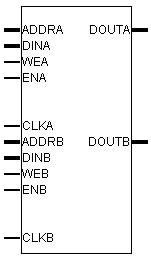 ADDRA DOUTA
DINA
WEA
ENA
CLKA
ADDRB DOUTB
DINB
WEB
ENB
CLKB